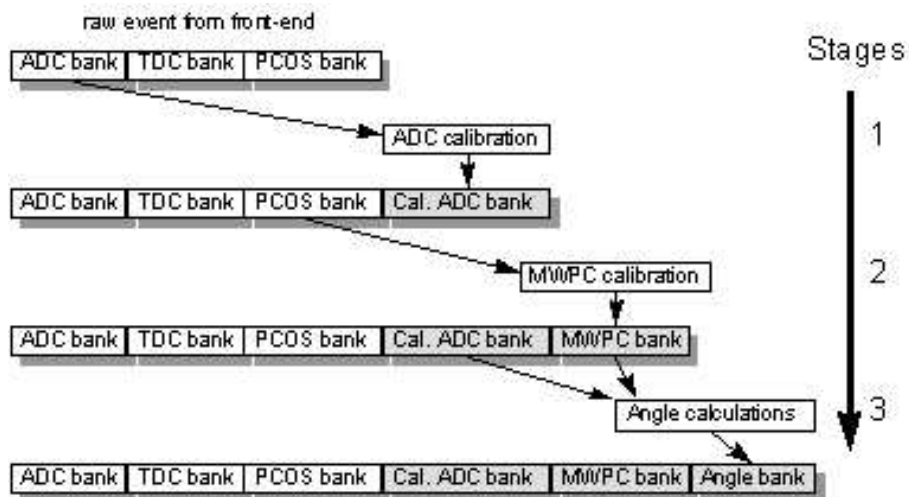 raw event from front-end
Stages
ADC bank TDC bank PCOS bank
ADC calibration
1
ADC bank TDC bank PCOS bank Cal. ADC bank
MWPC calibration
2
ADC bank TDC bank PCOS bank Cal. ADC bank MWPC bank
Angle calculations
3
ADC bank TDC bank PCOS bank Cal. ADC bank MWPC bank Angle bank